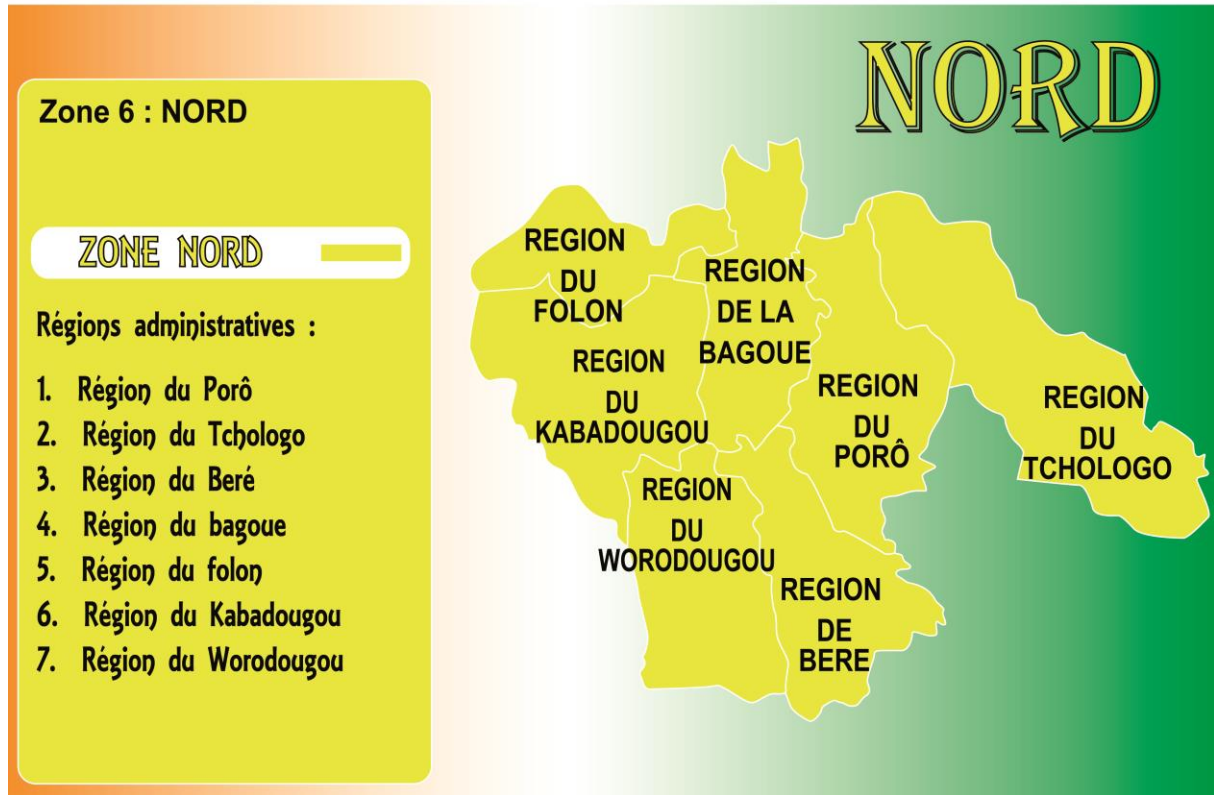 NORD
Zone 6 : NORD
ZONE NORD
Régions administratives :
1. Région du Porô
2. Région du Tchologo
3. Région du Beré
4. Région du bagoue
5. Région du folon
6. Région du Kabadougou
7. Région du Worodougou
REGION
DU
FOLON
REGION
DE LA
BAGOUE
REGION
DU
KABADOUGOU
REGION
DU
PORÔ
REGION
DU
TCHOLOGO
REGION
DU
WORODOUGOU
REGION
DE
BERE